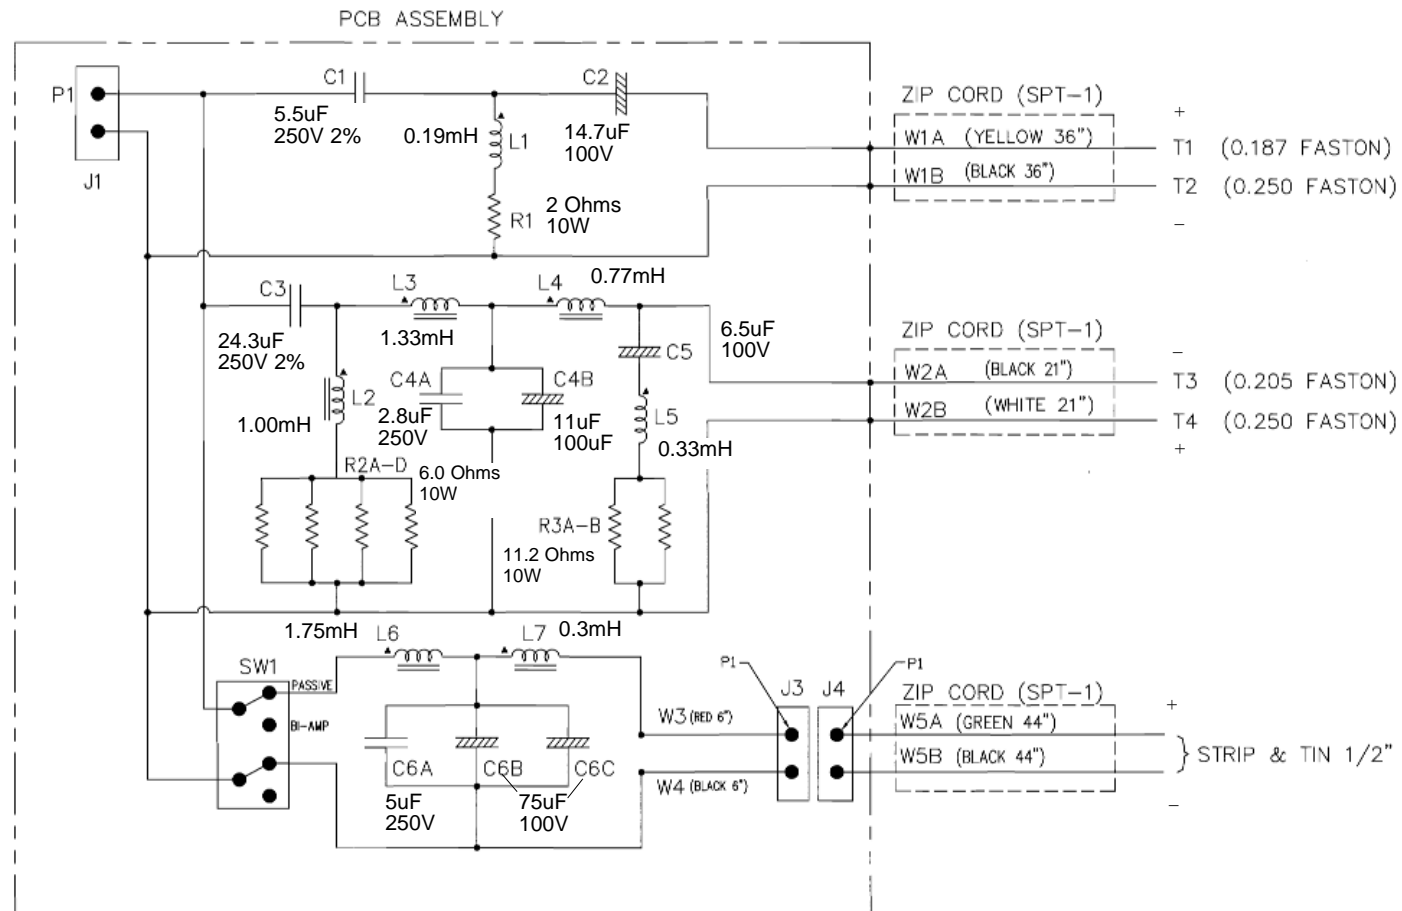 PCB ASSEMBLY
P1
J1
C1
5.5uF
250V 2%
0.19mH
L1
C2
14.7uF
100V
R1
2 Ohms
10W
ZIP CORD (SPT-1)
W1A (YELLOW 36")
W1B (BLACK 36")
+
T1 (0.187 FASTON)
T2 (0.250 FASTON)
–
C3
24.3uF
250V 2%
L3
1.33mH
L4
0.77mH
L2
1.00mH
C4A
2.8uF
250V
C4B
11uF
100uF
6.5uF
100V
C5
L5
0.33mH
R2A-D
6.0 Ohms
10W
R3A-B
11.2 Ohms
10W
ZIP CORD (SPT-1)
W2A (BLACK 21")
W2B (WHITE 21")
–
T3 (0.205 FASTON)
T4 (0.250 FASTON)
+
1.75mH
L6
L7
0.3mH
SW1
PASSIVE
BI-AMP
C6A
5uF
250V
C6B
C6C
75uF
100V
W3 (RED 6")
W4 (BLACK 6")
P1
P1
J3
J4
ZIP CORD (SPT-1)
W5A (GREEN 44")
W5B (BLACK 44")
+
} STRIP & TIN 1/2"
–